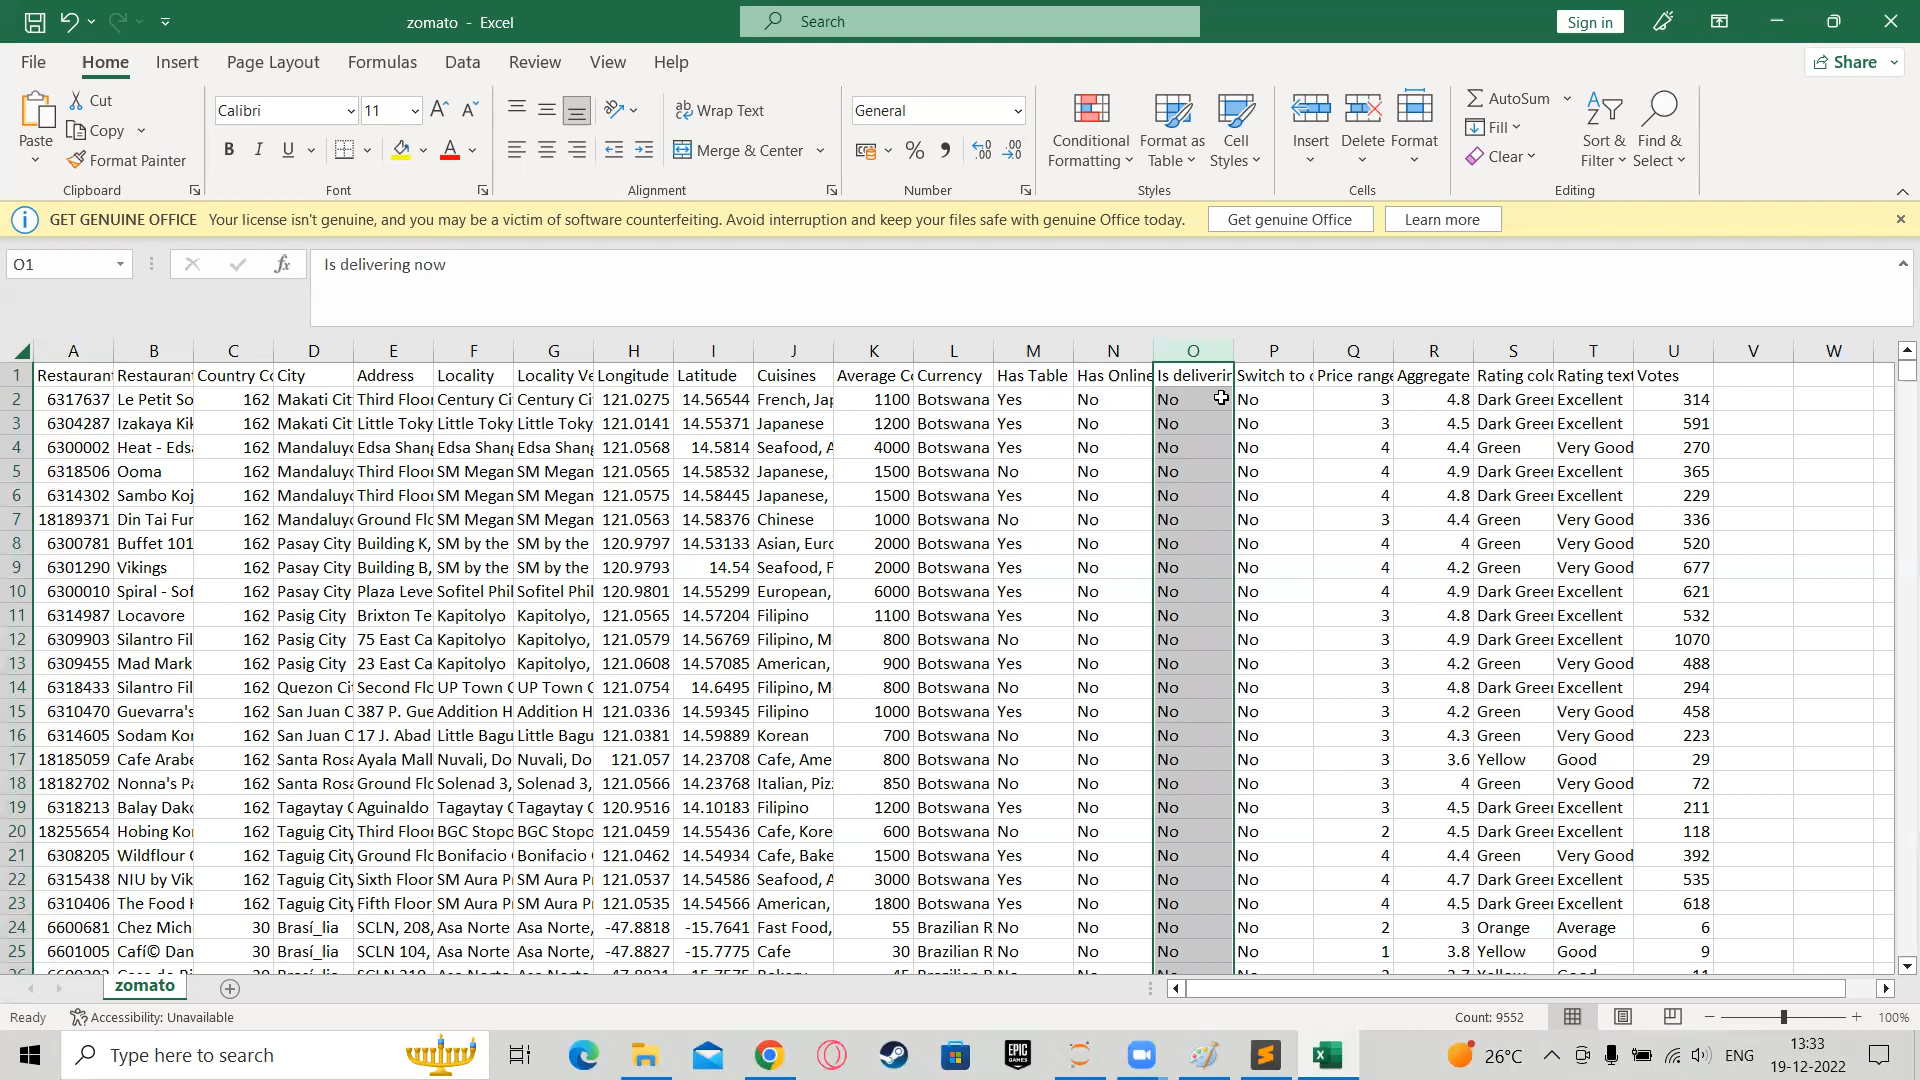 zomato - Excel
Search
Sign in
File Home Insert Page Layout Formulas Data Review View Help
Share
Paste
Cut
Copy
Format Painter
Calibri 11
Wrap Text
Merge & Center
General
Conditional Formatting
Format as Table
Cell Styles
Insert Delete Format
AutoSum
Fill
Clear
Sort & Filter
Find & Select
Clipboard Font Alignment Number Styles Cells Editing
GET GENUINE OFFICE Your license isn't genuine, and you may be a victim of software counterfeiting. Avoid interruption and keep your files safe with genuine Office today. Get genuine Office Learn more
O1 fx Is delivering now
A B C D E F G H I J K L M N O P Q R S T U V W
1 Restaurant Restaurant Country Co City Address Locality Locality Ve Longitude Latitude Cuisines Average Co Currency Has Table Has Online Is deliverin Switch to o Price range Aggregate Rating colo Rating text Votes
2 6317637 Le Petit So 162 Makati Cit Third Floor Century Ci Century Ci 121.0275 14.56544 French, Jap 1100 Botswana Yes No No No 3 4.8 Dark Green Excellent 314
3 6304287 Izakaya Kik 162 Makati Cit Little Toky Little Toky Little Toky 121.0141 14.55371 Japanese 1200 Botswana Yes No No No 3 4.5 Dark Green Excellent 591
4 6300002 Heat - Edsa 162 Mandaluyo Edsa Shang Edsa Shang Edsa Shang 121.0568 14.5814 Seafood, A 4000 Botswana Yes No No No 4 4.4 Green Very Good 270
5 6318506 Ooma 162 Mandaluyo Third Floor SM Megam SM Megam 121.0565 14.58532 Japanese, 1500 Botswana No No No No 4 4.9 Dark Green Excellent 365
6 6314302 Sambo Koj 162 Mandaluyo Third Floor SM Megam SM Megam 121.0575 14.58445 Japanese, 1500 Botswana Yes No No No 4 4.8 Dark Green Excellent 229
7 18189371 Din Tai Fun 162 Mandaluyo Ground Flo SM Megam SM Megam 121.0563 14.58376 Chinese 1000 Botswana No No No No 3 4.4 Green Very Good 336
8 6300781 Buffet 101 162 Pasay City Building K, SM by the SM by the 120.9797 14.53133 Asian, Euro 2000 Botswana Yes No No No 4 4 Green Very Good 520
9 6301290 Vikings 162 Pasay City Building B, SM by the SM by the 120.9793 14.54 Seafood, F 2000 Botswana Yes No No No 4 4.2 Green Very Good 677
10 6300010 Spiral - Sof 162 Pasay City Plaza Leve Sofitel Phil Sofitel Phil 120.9801 14.55299 European, 6000 Botswana Yes No No No 4 4.9 Dark Green Excellent 621
11 6314987 Locavore 162 Pasig City Brixton Te Kapitolyo Kapitolyo, 121.0565 14.57204 Filipino 1100 Botswana Yes No No No 3 4.8 Dark Green Excellent 532
12 6309903 Silantro Fil 162 Pasig City 75 East Ca Kapitolyo Kapitolyo, 121.0579 14.56769 Filipino, M 800 Botswana No No No No 3 4.9 Dark Green Excellent 1070
13 6309455 Mad Mark 162 Pasig City 23 East Ca Kapitolyo Kapitolyo, 121.0608 14.57085 American, 900 Botswana Yes No No No 3 4.2 Green Very Good 488
14 6318433 Silantro Fil 162 Quezon Cit Second Flo UP Town C UP Town C 121.0754 14.6495 Filipino, M 800 Botswana No No No No 3 4.8 Dark Green Excellent 294
15 6310470 Guevarra's 162 San Juan C 387 P. Gue Addition H Addition H 121.0336 14.59345 Filipino 1000 Botswana Yes No No No 3 4.2 Green Very Good 458
16 6314605 Sodam Kor 162 San Juan C 17 J. Abad Little Bagu Little Bagu 121.0381 14.59889 Korean 700 Botswana No No No No 3 4.3 Green Very Good 223
17 18185059 Cafe Arabe 162 Santa Rosa Ayala Mall Nuvali, Do Nuvali, Do 121.057 14.23708 Cafe, Ame 800 Botswana No No No No 3 3.6 Yellow Good 29
18 18182702 Nonna's Pa 162 Santa Rosa Ground Flo Solenad 3, Solenad 3, 121.0566 14.23768 Italian, Piz 850 Botswana No No No No 3 4 Green Very Good 72
19 6318213 Balay Dako 162 Tagaytay C Aguinaldo Tagaytay C Tagaytay C 120.9516 14.10183 Filipino 1200 Botswana Yes No No No 3 4.5 Dark Green Excellent 211
20 18255654 Hobing Kor 162 Taguig City Third Floor BGC Stopo BGC Stopo 121.0459 14.55436 Cafe, Kore 600 Botswana No No No No 2 4.5 Dark Green Excellent 118
21 6308205 Wildflour C 162 Taguig City Ground Flo Bonifacio Bonifacio 121.0462 14.54934 Cafe, Bake 1500 Botswana Yes No No No 4 4.4 Green Very Good 392
22 6315438 NIU by Vik 162 Taguig City Sixth Floor SM Aura Pr SM Aura Pr 121.0537 14.54586 Seafood, A 3000 Botswana Yes No No No 4 4.7 Dark Green Excellent 535
23 6310406 The Food H 162 Taguig City Fifth Floor, SM Aura Pr SM Aura Pr 121.0535 14.54566 American, 1800 Botswana Yes No No No 4 4.5 Dark Green Excellent 618
24 6600681 Chez Mich 30 Brasí_lia SCLN, 208, Asa Norte Asa Norte, -47.8818 -15.7641 Fast Food, 55 Brazilian R No No No No 2 3 Orange Average 6
25 6601005 Cafí© Dan 30 Brasí_lia SCLN 104, Asa Norte Asa Norte, -47.8827 -15.7775 Cafe 30 Brazilian R No No No No 1 3.8 Yellow Good 9
zomato
Ready Accessibility: Unavailable Count: 9552 100%
Type here to search
EPIC GAMES
26°C ENG 13:33
19-12-2022